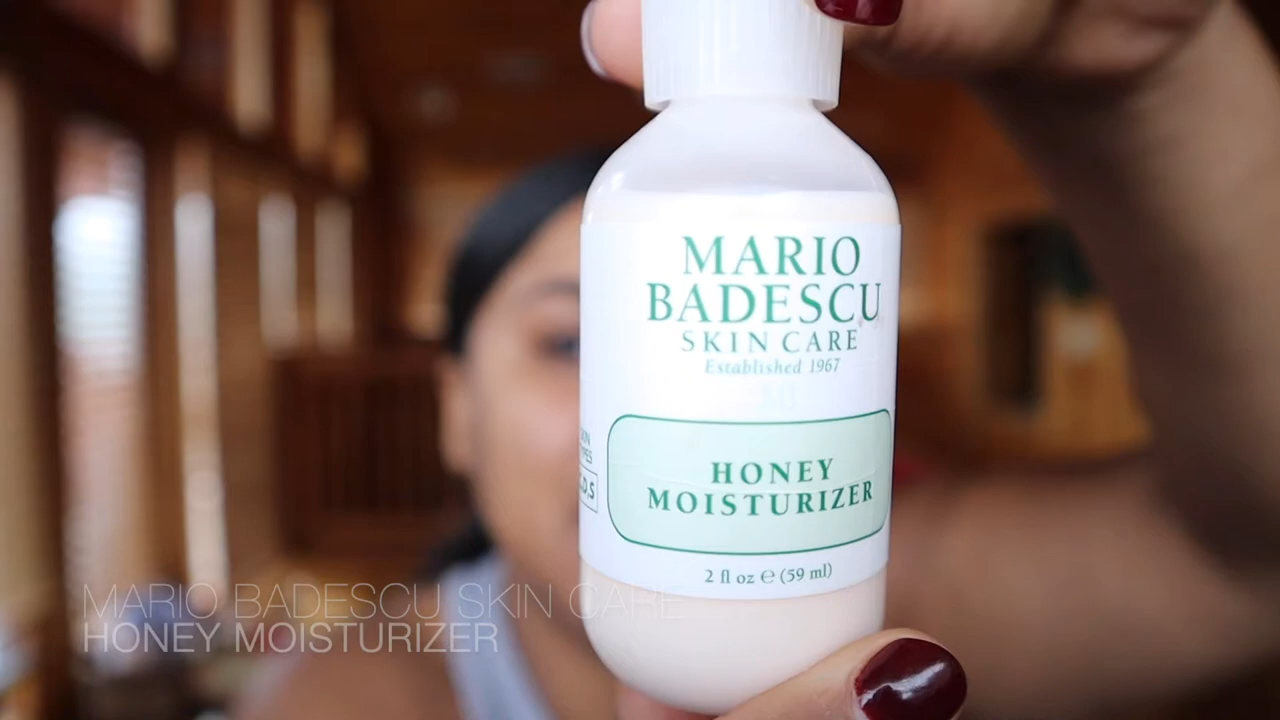 MARIO
BADESCU
SKIN CARE
Established 1967
HONEY
MOISTURIZER
2 fl oz ℮ (59 ml)
MARIO BADESCU SKIN CARE
HONEY MOISTURIZER